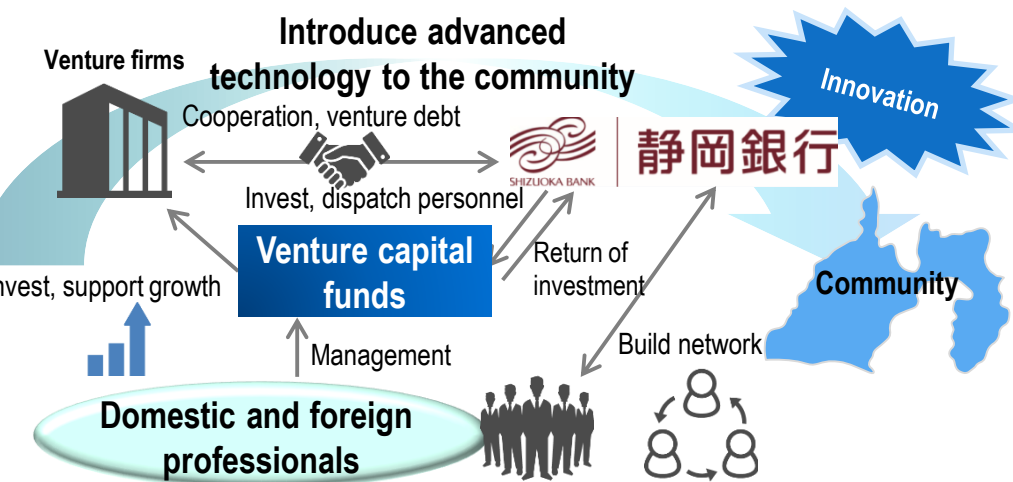 Introduce advanced
technology to the community
Venture firms
Innovation
Cooperation, venture debt
SHIZUOKA BANK
静岡銀行
Invest, dispatch personnel
Venture capital
funds
Return of
investment
Community
nvest, support growth
Build network
Management
Domestic and foreign
professionals